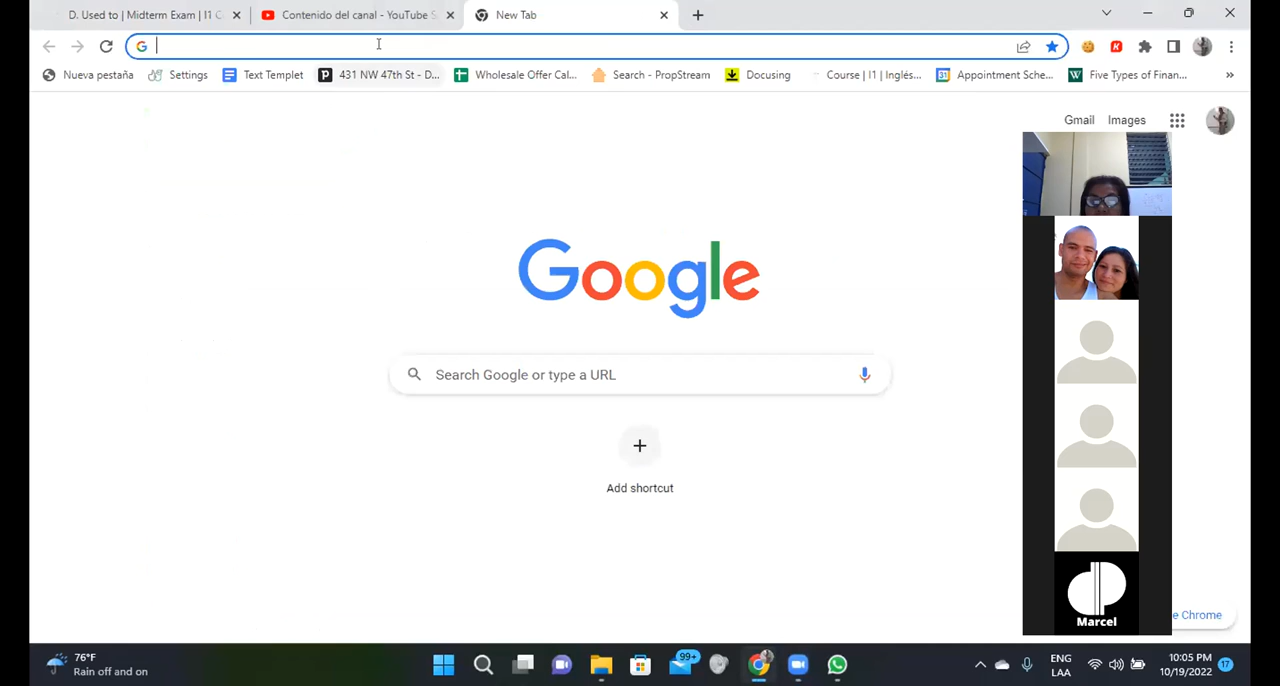 D. Used to | Midterm Exam | I1 C
Contenido del canal - YouTube S
New Tab
Nueva pestaña
Settings
Text Templet
431 NW 47th St - D...
Wholesale Offer Cal...
Search - PropStream
Docusing
Course | I1 | Inglés...
Appointment Sche...
Five Types of Finan...
»
Gmail
Images
Google
Search Google or type a URL
Add shortcut
Marcel
e Chrome
76°F
Rain off and on
99+
ENG
LAA
10:05 PM
10/19/2022
17